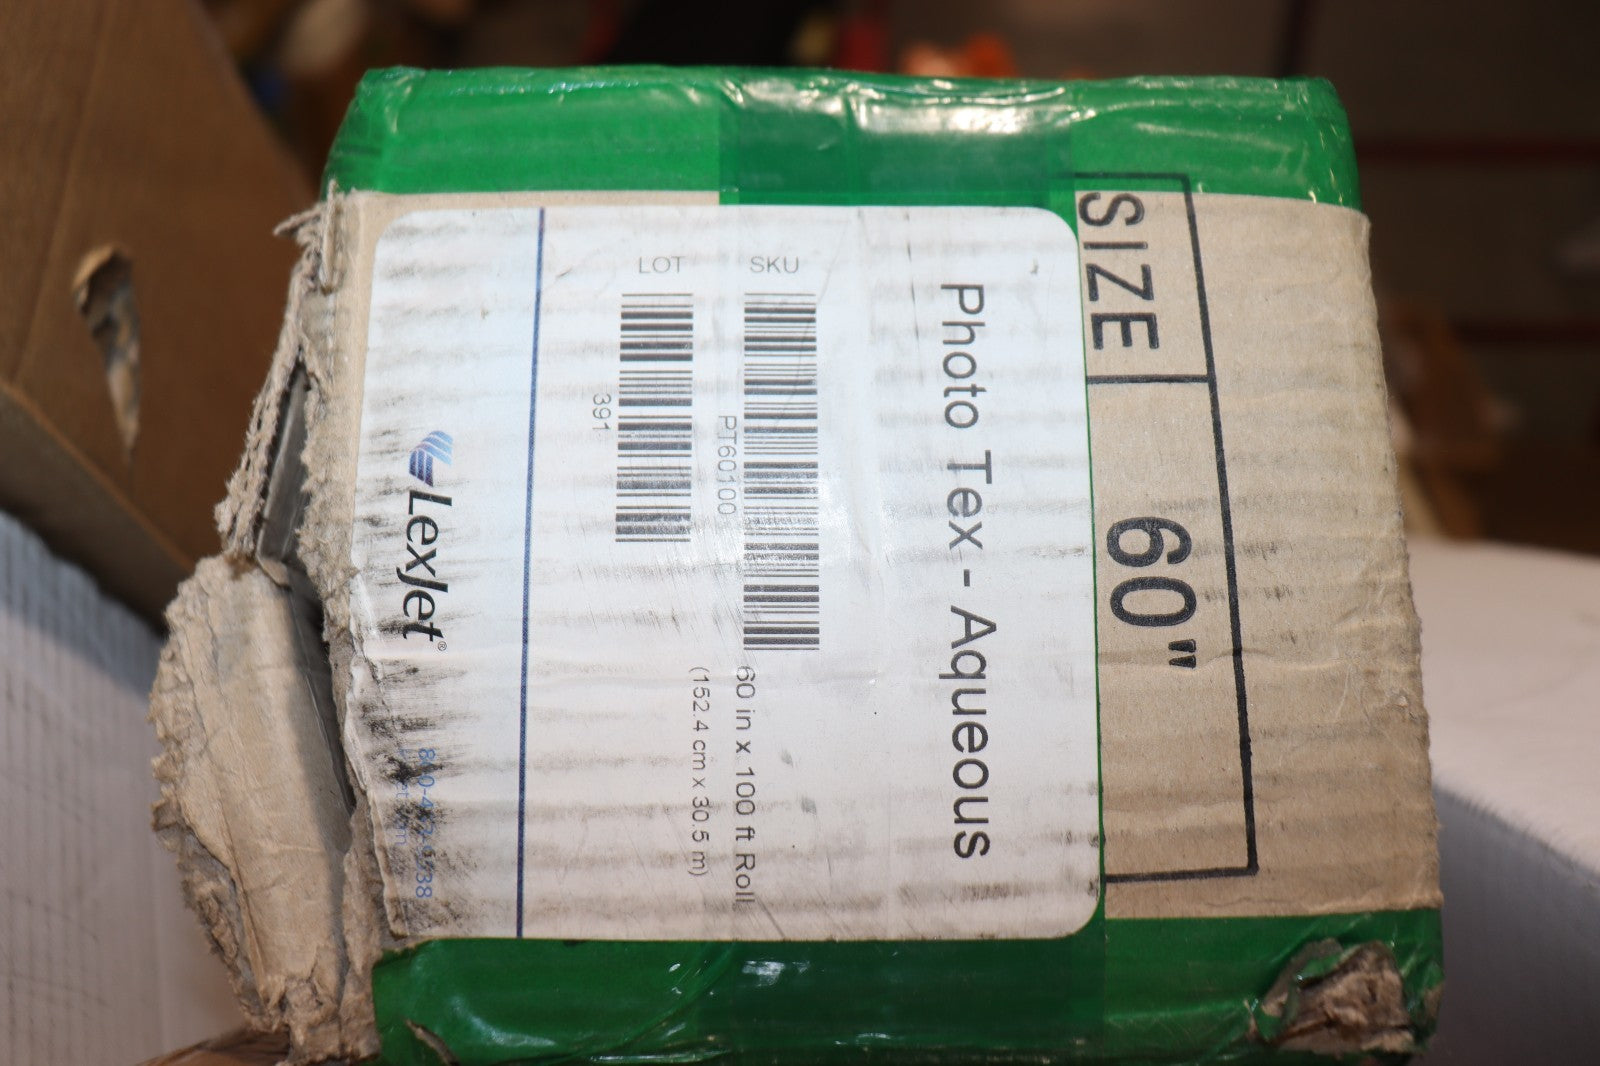 SIZE 60"
Photo Tex - Aqueous
SKU
PT60100
60 in x 100 ft Roll
(152.4 cm x 30.5 m)
LOT
391
LexJet®